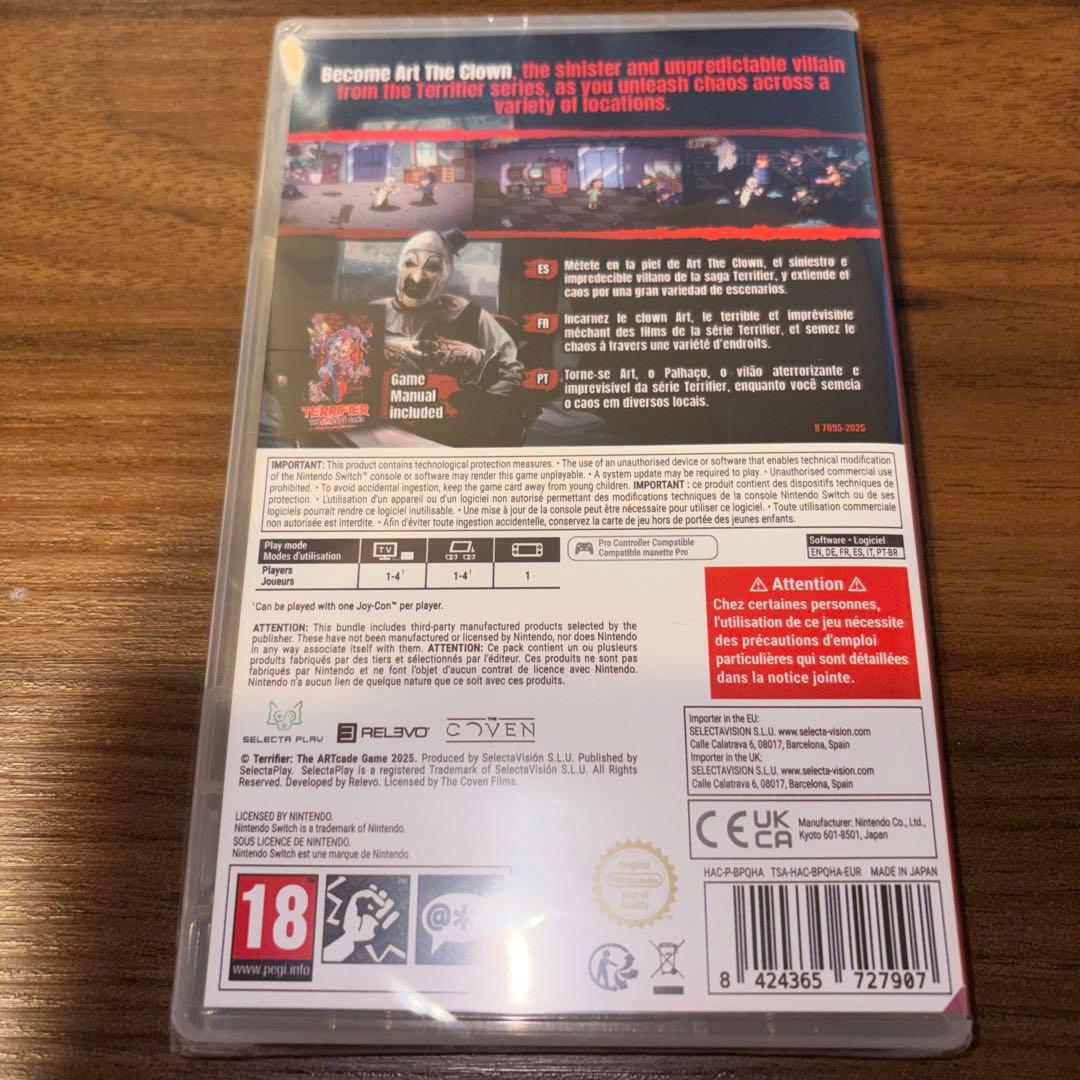 Become Art The Clown, the sinister and unpredictable villain
from the Terrifier series, as you unleash chaos across a
variety of locations.
ES
Métete en la piel de Art The Clown, el siniestro e
impredecible villano de la saga Terrifier, y extiende el
caos por una gran variedad de escenarios.
FR
Incarnez le clown Art, le terrible et imprévisible
méchant des films de la série Terrifier, et semez le
chaos à travers une variété d'endroits.
PT
Torne-se Art, o Palhaço, o vilão aterrorizante e
imprevisível da série Terrifier, enquanto você semeia
o caos em diversos locais.
TERRIFIER
Game
Manual
included
B 7095-2025
IMPORTANT: This product contains technological protection measures. • The use of an unauthorised device or software that enables technical modification
of the Nintendo Switch™ console or software may render this game unplayable. • A system update may be required to play. • Unauthorised commercial use
prohibited. • To avoid accidental ingestion, keep the game card away from young children. IMPORTANT : ce produit contient des dispositifs techniques de
protection. • L'utilisation d'un appareil ou d'un logiciel non autorisé permettant des modifications techniques de la console Nintendo Switch ou de ses
logiciels pourrait rendre ce logiciel inutilisable. • Une mise à jour de la console peut être nécessaire pour utiliser ce logiciel. • Toute utilisation commerciale
non autorisée est interdite. • Afin d'éviter toute ingestion accidentelle, conservez la carte de jeu hors de portée des jeunes enfants.
Play mode
Modes d'utilisation
TV
Players
Joueurs
1-4¹
1-4¹
1
Pro Controller Compatible
Compatible manette Pro
Software • Logiciel
EN, DE, FR, ES, IT, PT-BR
¹Can be played with one Joy-Con™ per player.
ATTENTION: This bundle includes third-party manufactured products selected by the
publisher. These have not been manufactured or licensed by Nintendo, nor does Nintendo
in any way associate itself with them. ATTENTION: Ce pack contient un ou plusieurs
produits fabriqués par des tiers et sélectionnés par l'éditeur. Ces produits ne sont pas
fabriqués par Nintendo et ne font l'objet d'aucun contrat de licence avec Nintendo.
Nintendo n'a aucun lien de quelque nature que ce soit avec ces produits.
Attention
Chez certaines personnes,
l'utilisation de ce jeu nécessite
des précautions d'emploi
particulières qui sont détaillées
dans la notice jointe.
SELECTA PLAY
RELEVO
THE
COVEN
© Terrifier: The ARTcade Game 2025. Produced by SelectaVisión S.L.U. Published by
SelectaPlay. SelectaPlay is a registered Trademark of SelectaVisión S.L.U. All Rights
Reserved. Developed by Relevo. Licensed by The Coven Films.
Importer in the EU:
SELECTAVISION S.L.U. www.selecta-vision.com
Calle Calatrava 6, 08017, Barcelona, Spain
Importer in the UK:
SELECTAVISION S.L.U. www.selecta-vision.com
Calle Calatrava 6, 08017, Barcelona, Spain
LICENSED BY NINTENDO.
Nintendo Switch is a trademark of Nintendo.
SOUS LICENCE DE NINTENDO.
Nintendo Switch est une marque de Nintendo.
CE UK CA
Manufacturer: Nintendo Co., Ltd.,
Kyoto 601-8501, Japan
HAC-P-BPQHA TSA-HAC-BPQHA-EUR MADE IN JAPAN
18
www.pegi.info
@*
Original
Nintendo
Seal of
Quality
8 424365 727907